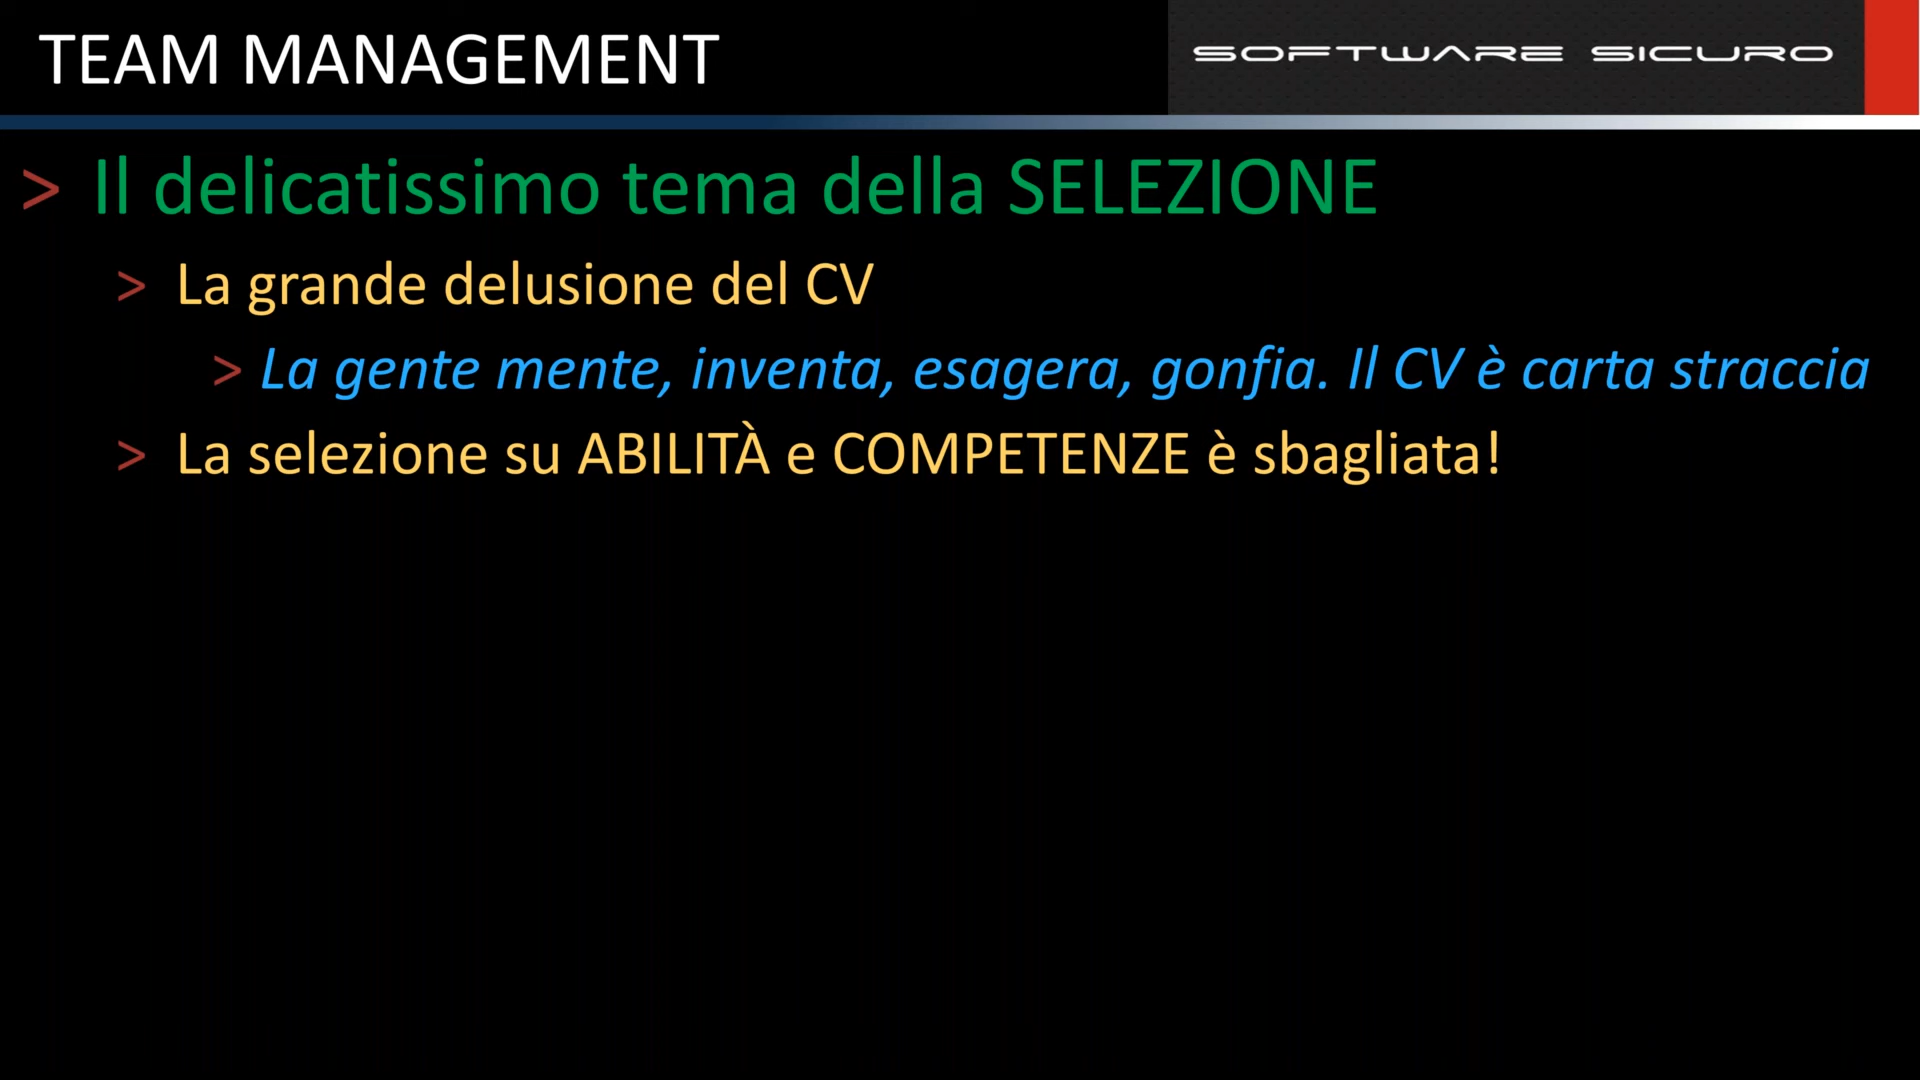 TEAM MANAGEMENT
SOFTWARE SICURO
> Il delicatissimo tema della SELEZIONE
> La grande delusione del CV
> La gente mente, inventa, esagera, gonfia. Il CV è carta straccia
> La selezione su ABILITÀ e COMPETENZE è sbagliata!